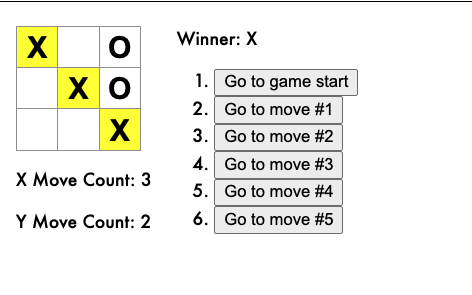 X O
X O
X
X Move Count: 3
Y Move Count: 2
Winner: X
1. Go to game start
2. Go to move #1
3. Go to move #2
4. Go to move #3
5. Go to move #4
6. Go to move #5